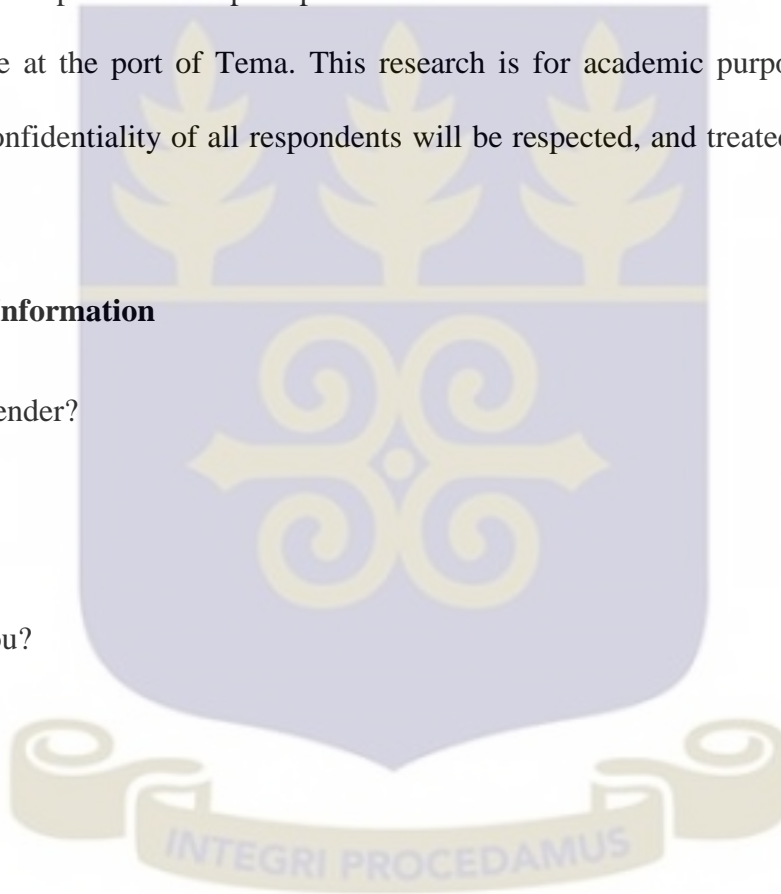 e at the port of Tema. This research is for academic purpo
onfidentiality of all respondents will be respected, and treated
nformation
ender?
ou?
INTEGRI PROCEDAMUS